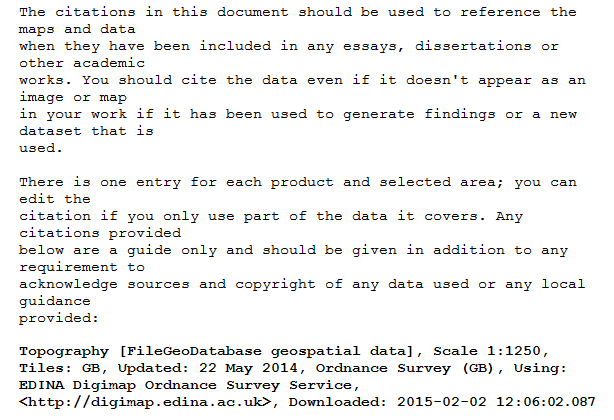 The citations in this document should be used to reference the
maps and data
when they have been included in any essays, dissertations or
other academic
works. You should cite the data even if it doesn't appear as an
image or map
in your work if it has been used to generate findings or a new
dataset that is
used.

There is one entry for each product and selected area; you can
edit the
citation if you only use part of the data it covers. Any
citations provided
below are a guide only and should be given in addition to any
requirement to
acknowledge sources and copyright of any data used or any local
guidance
provided:

Topography [FileGeoDatabase geospatial data], Scale 1:1250,
Tiles: GB, Updated: 22 May 2014, Ordnance Survey (GB), Using:
EDINA Digimap Ordnance Survey Service,
<http://digimap.edina.ac.uk>, Downloaded: 2015-02-02 12:06:02.087